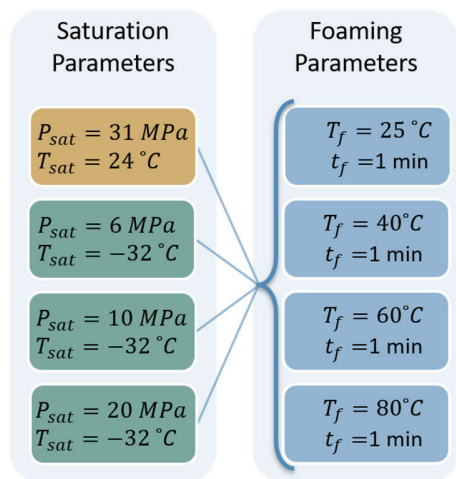 Saturation
Parameters
P_sat = 31 MPa
T_sat = 24 °C
P_sat = 6 MPa
T_sat = −32 °C
P_sat = 10 MPa
T_sat = −32 °C
P_sat = 20 MPa
T_sat = −32 °C
Foaming
Parameters
T_f = 25 °C
t_f =1 min
T_f = 40°C
t_f =1 min
T_f = 60°C
t_f =1 min
T_f = 80°C
t_f =1 min